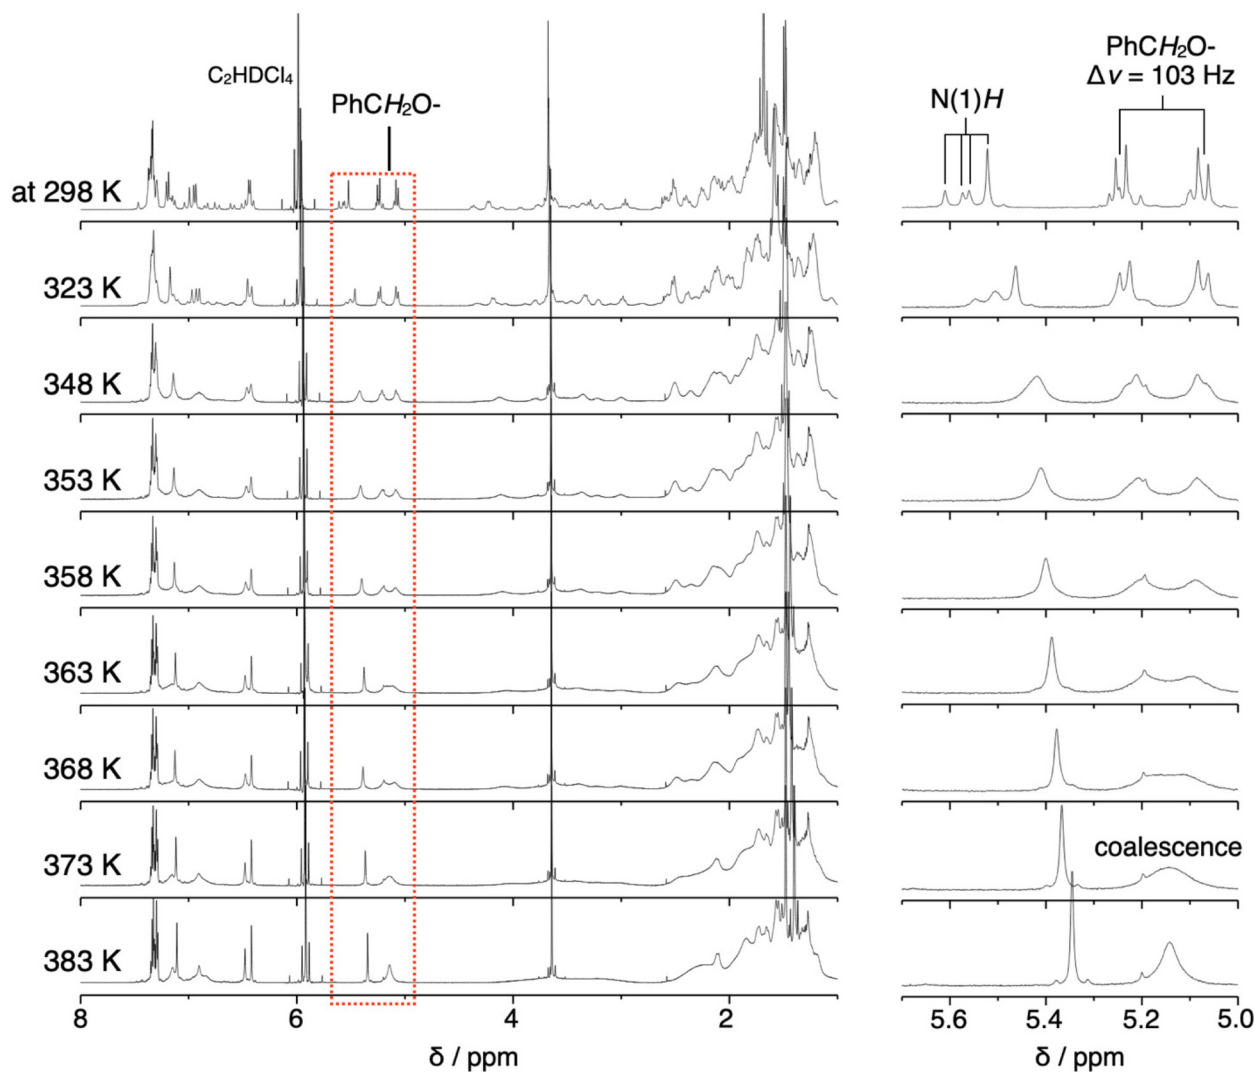 C₂HDCl₄
PhCH₂O-
at 298 K
323 K
348 K
353 K
358 K
363 K
368 K
373 K
383 K
8 6 4 2
δ / ppm
PhCH₂O-
Δν = 103 Hz
N(1)H
coalescence
5.6 5.4 5.2 5.0
δ / ppm